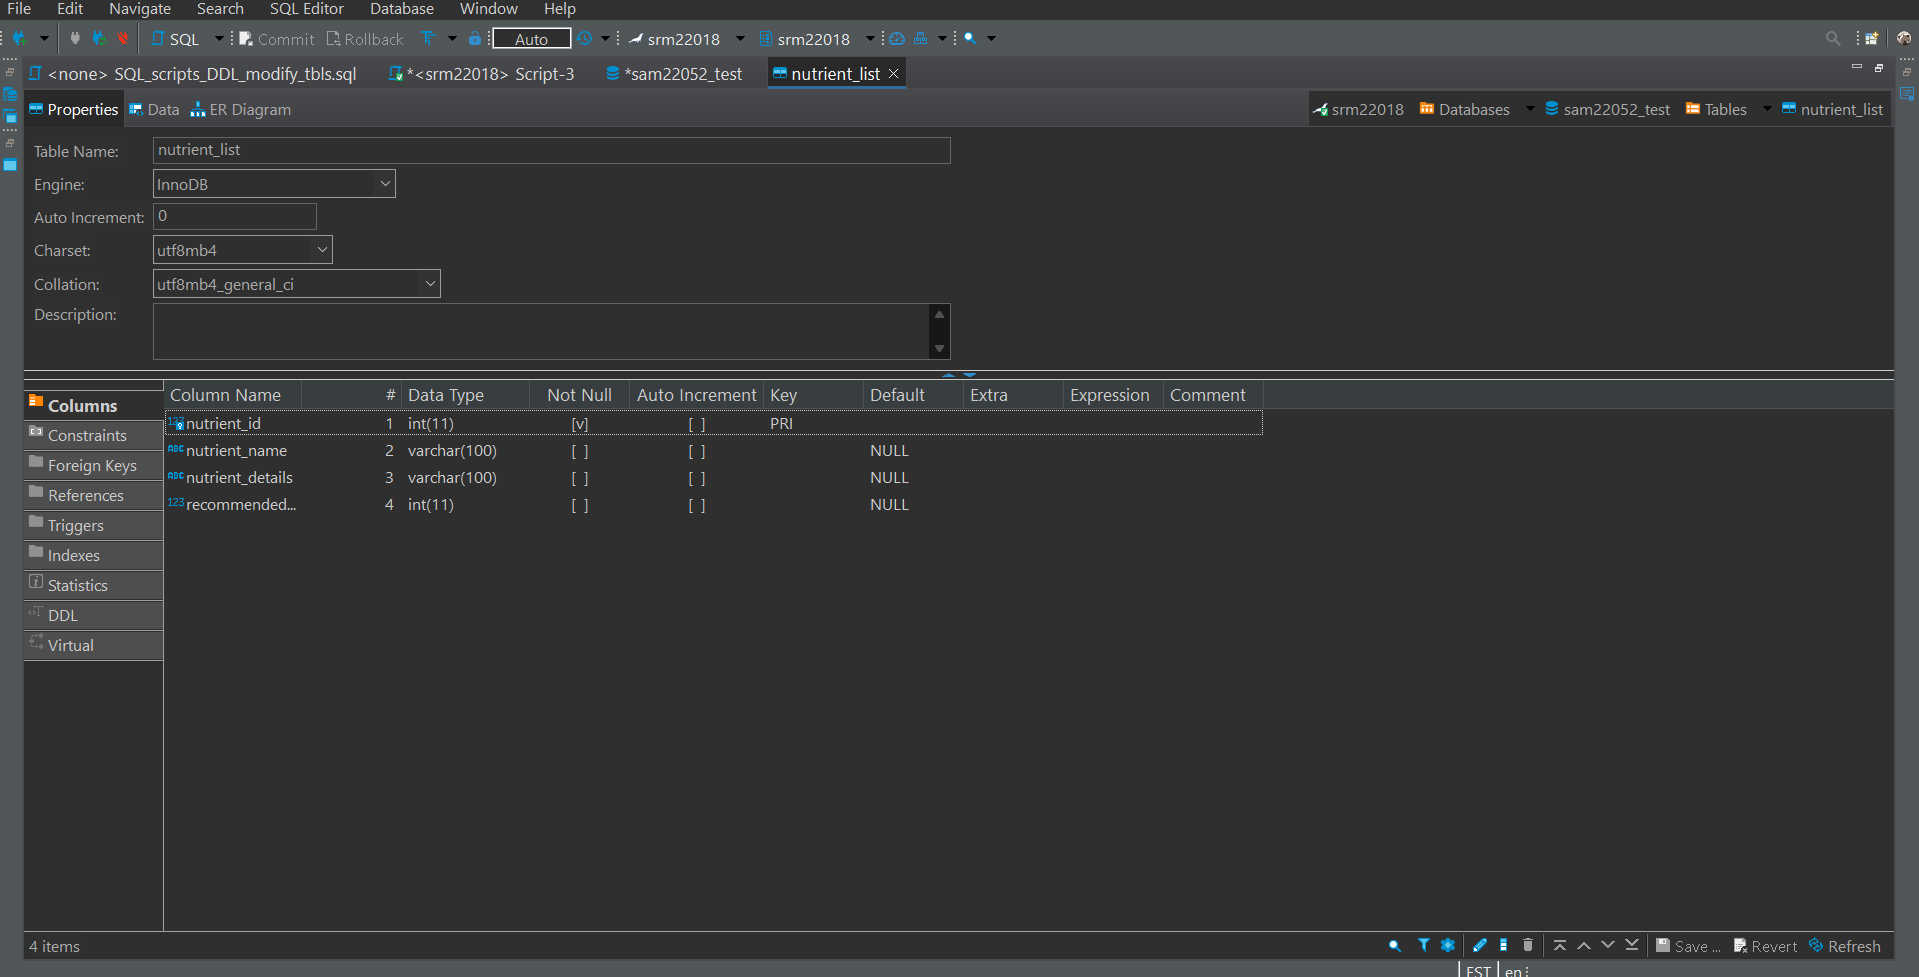 File Edit Navigate Search SQL Editor Database Window Help
SQL Commit Rollback Auto srm22018 srm22018
<none> SQL_scripts_DDL_modify_tbls.sql *<srm22018> Script-3 *sam22052_test nutrient_list
Properties Data ER Diagram srm22018 Databases sam22052_test Tables nutrient_list
Table Name: nutrient_list
Engine: InnoDB
Auto Increment: 0
Charset: utf8mb4
Collation: utf8mb4_general_ci
Description:
Columns
Constraints
Foreign Keys
References
Triggers
Indexes
Statistics
DDL
Virtual
Column Name # Data Type Not Null Auto Increment Key Default Extra Expression Comment
123 nutrient_id 1 int(11) [v] [ ] PRI
ABC nutrient_name 2 varchar(100) [ ] [ ] NULL
ABC nutrient_details 3 varchar(100) [ ] [ ] NULL
123 recommended... 4 int(11) [ ] [ ] NULL
4 items Save ... Revert Refresh
EST en